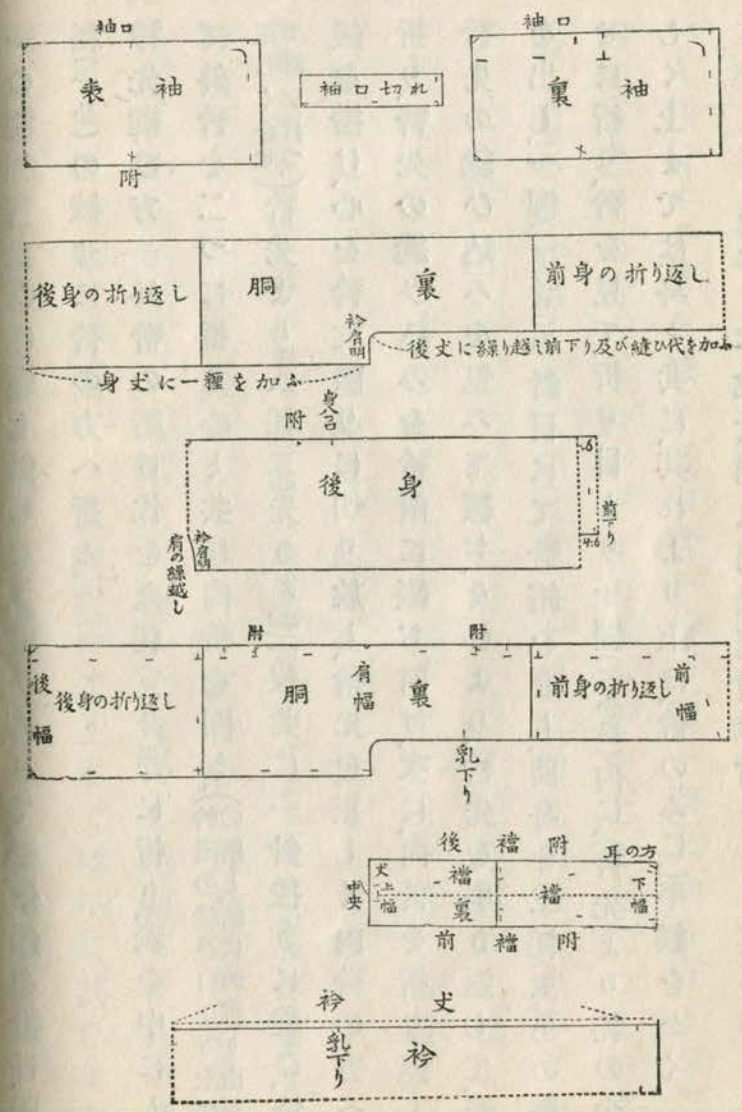 袖口
表袖
附
袖口切れ
袖口
裏袖
後身の折り返し
胴裏
前身の折り返し
衿肩明
後丈に繰り越し前下り及び縫ひ代を加ふ
身丈に一糎を加ふ
附
身八ツ口
後身
.6
4.6
前下り
衿肩明
肩の繰越し
附
附
後幅
後身の折り返し
胴裏
肩幅
前身の折り返し
前幅
乳下り
後襠附
耳の方
中央
丈
上幅
襠裏
襠
下幅
前襠附
衿丈
乳下り
衿